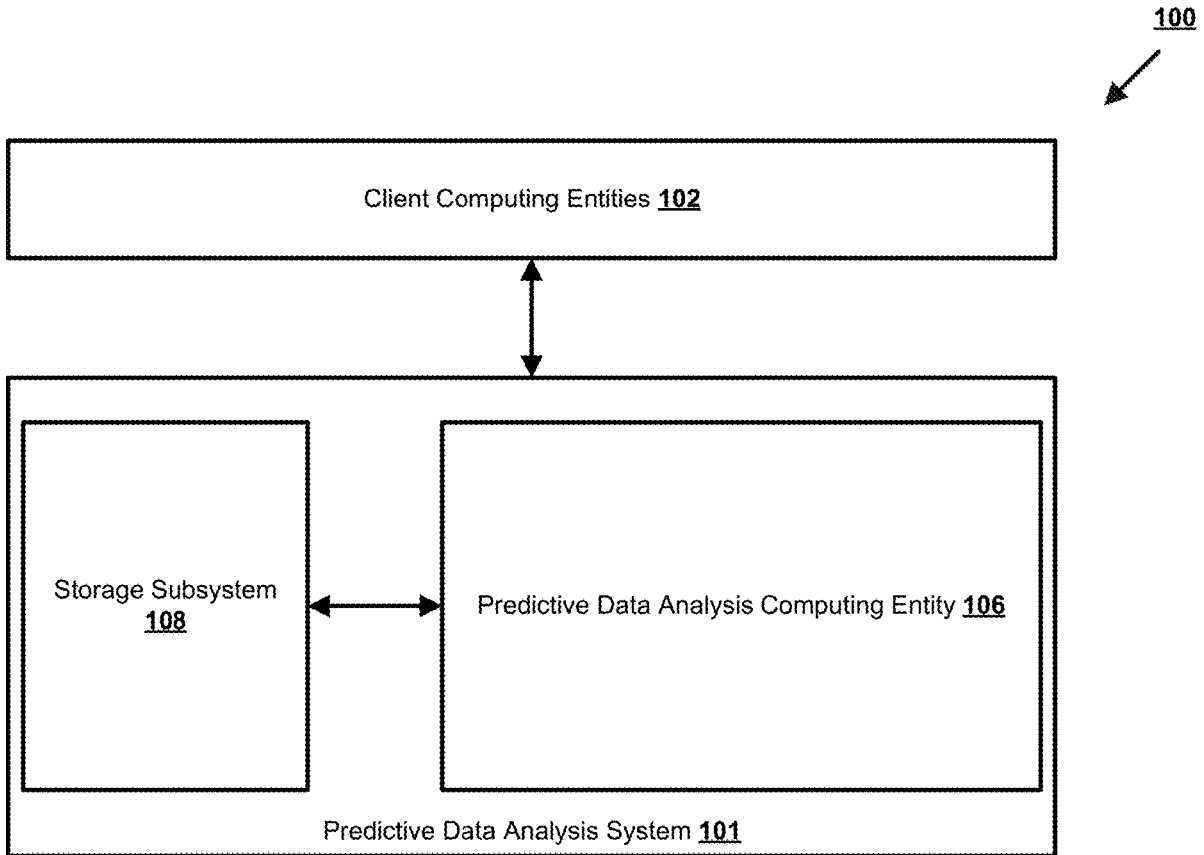 100
Client Computing Entities 102
Storage Subsystem
108
Predictive Data Analysis Computing Entity 106
Predictive Data Analysis System 101